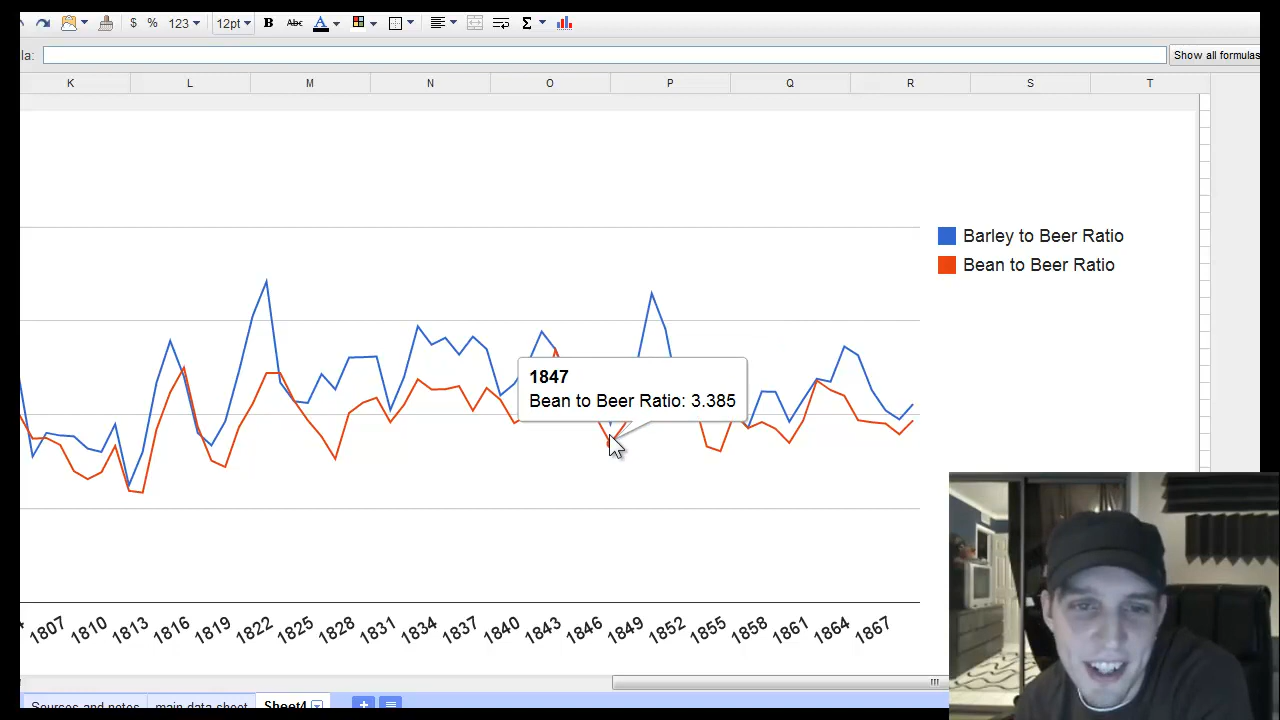 $ % 123 12pt B Abc A Σ
la: Show all formulas
K L M N O P Q R S T
Barley to Beer Ratio
Bean to Beer Ratio
1847
Bean to Beer Ratio: 3.385
1807 1810 1813 1816 1819 1822 1825 1828 1831 1834 1837 1840 1843 1846 1849 1852 1855 1858 1861 1864 1867
Sources and notes main data sheet Sheet4